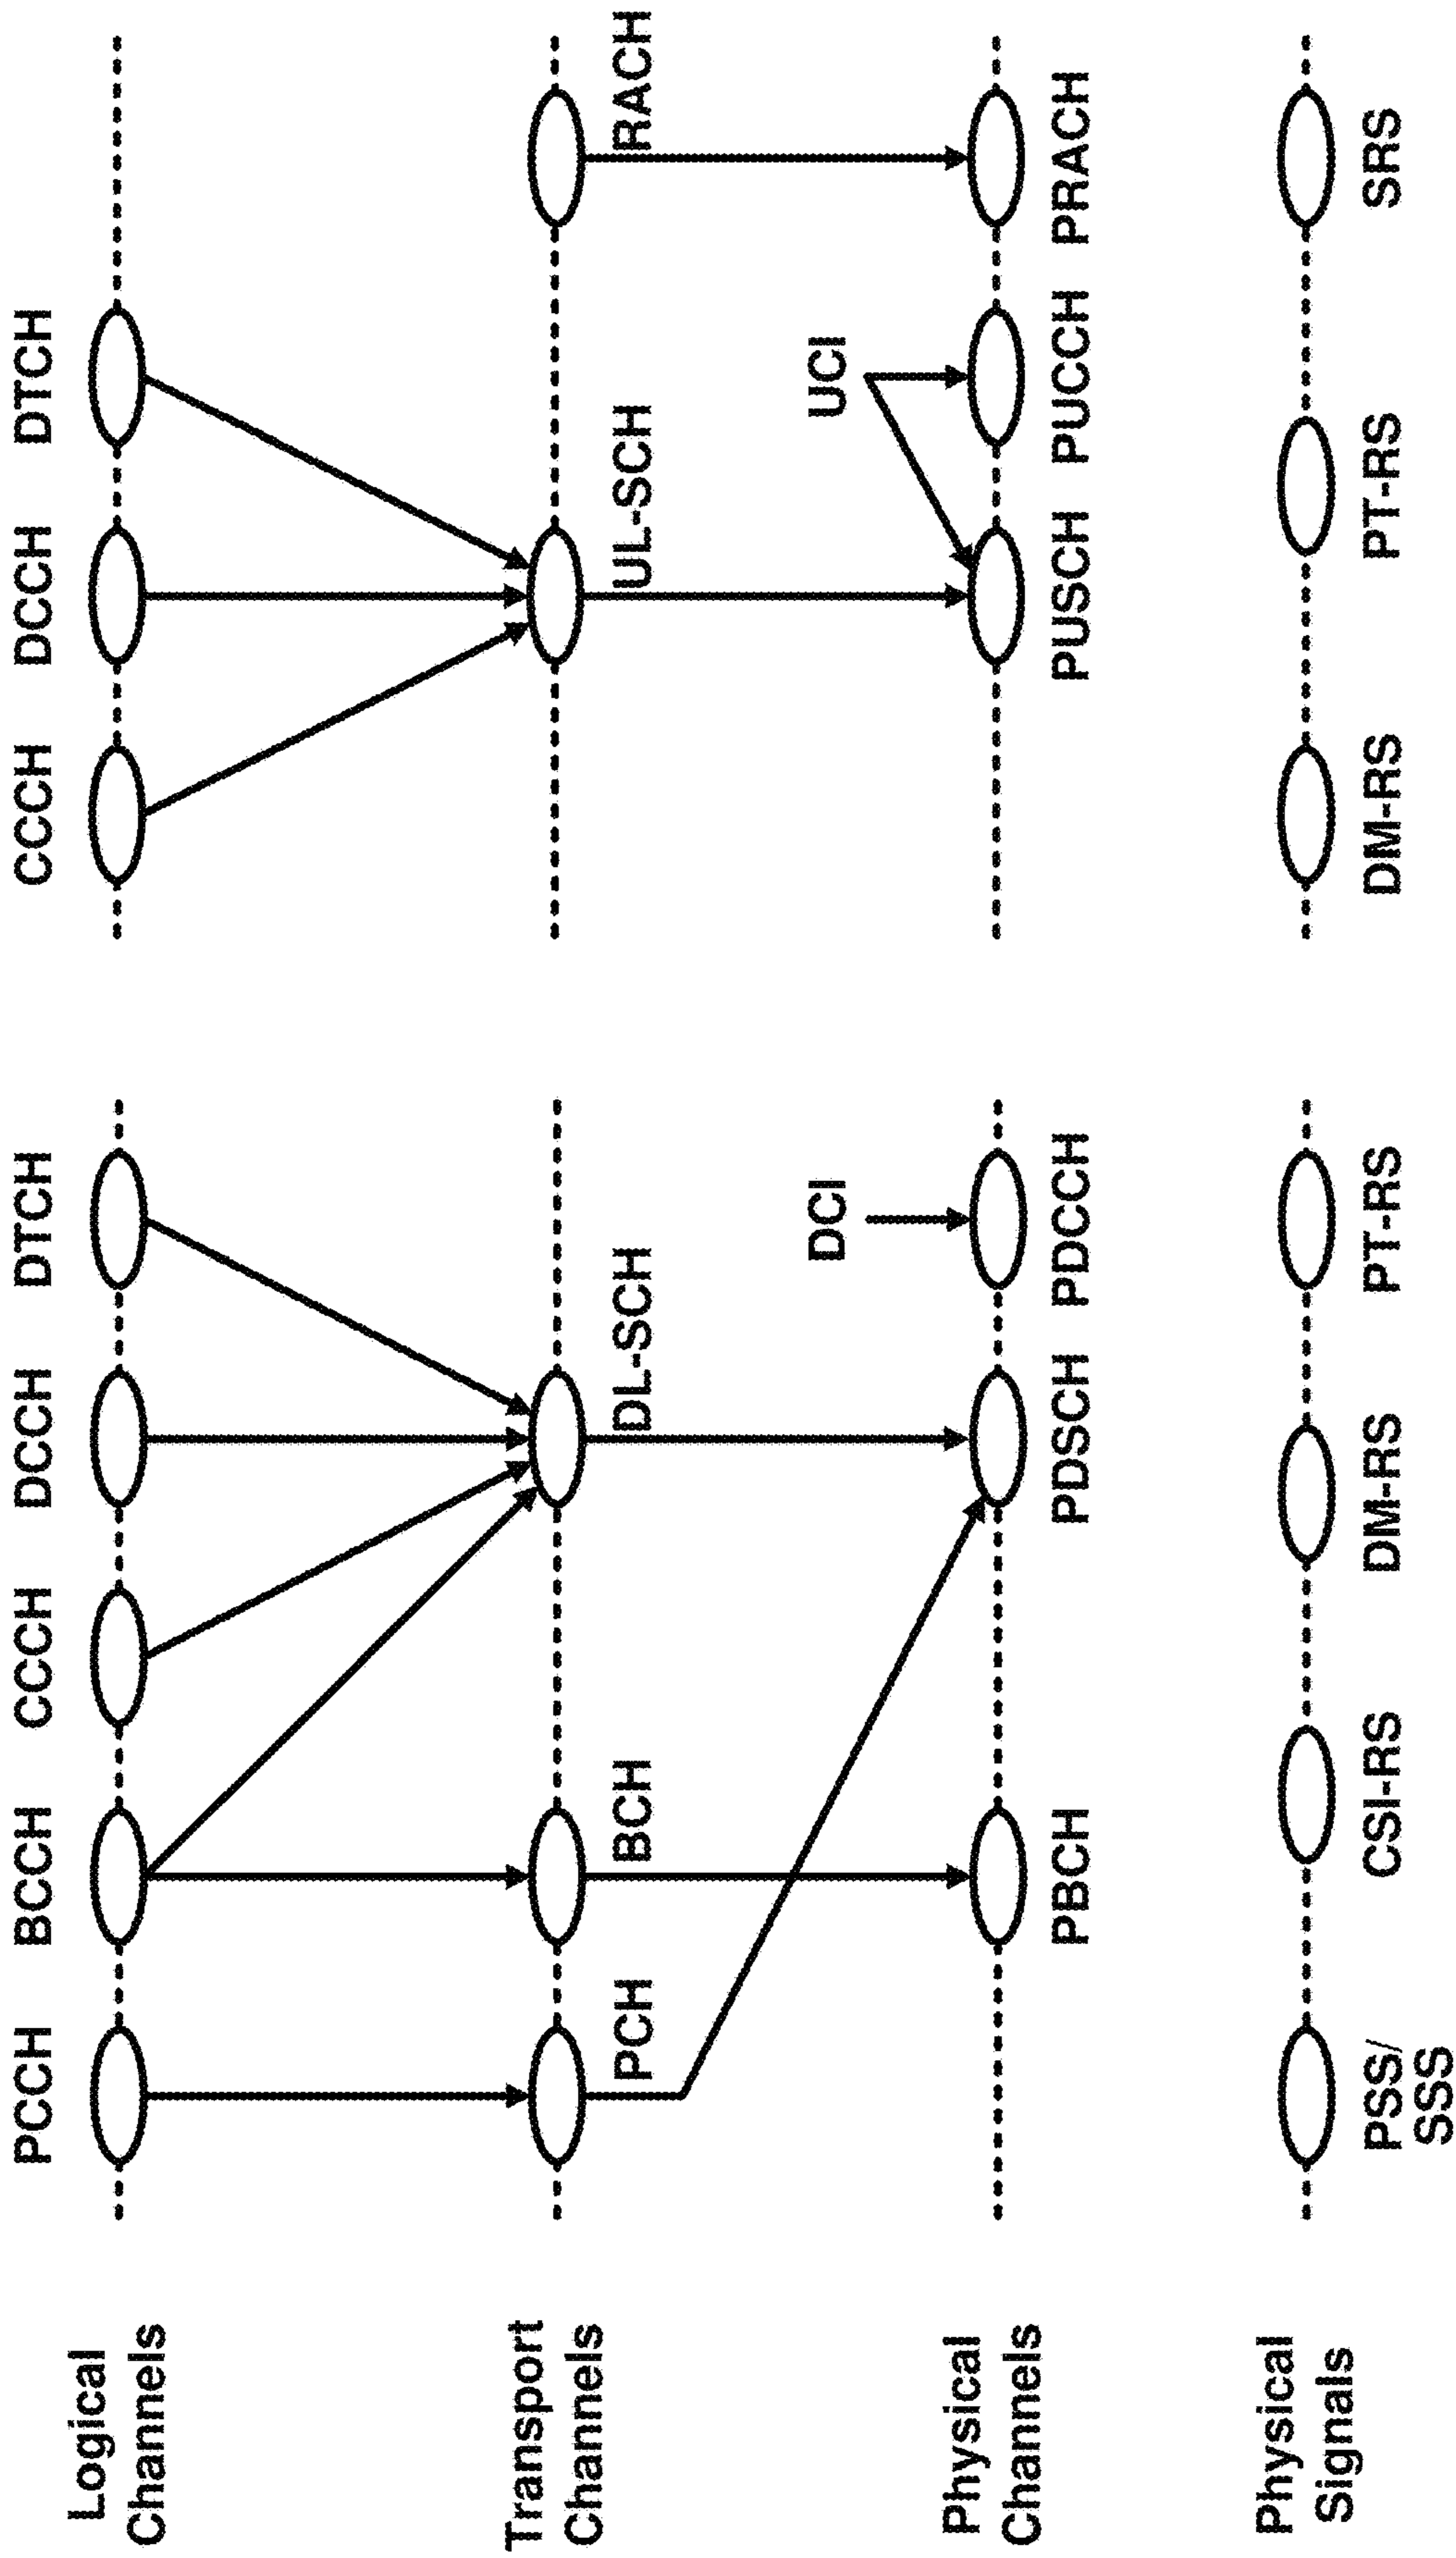 PCCH BCCH CCCH DCCH DTCH CCCH DCCH DTCH
Logical
Channels
Transport
Channels
PCH BCH DL-SCH UL-SCH RACH
DCI UCI
Physical
Channels
PBCH PDSCH PDCCH PUSCH PUCCH PRACH
Physical
Signals
PSS/
SSS
CSI-RS DM-RS PT-RS DM-RS PT-RS SRS